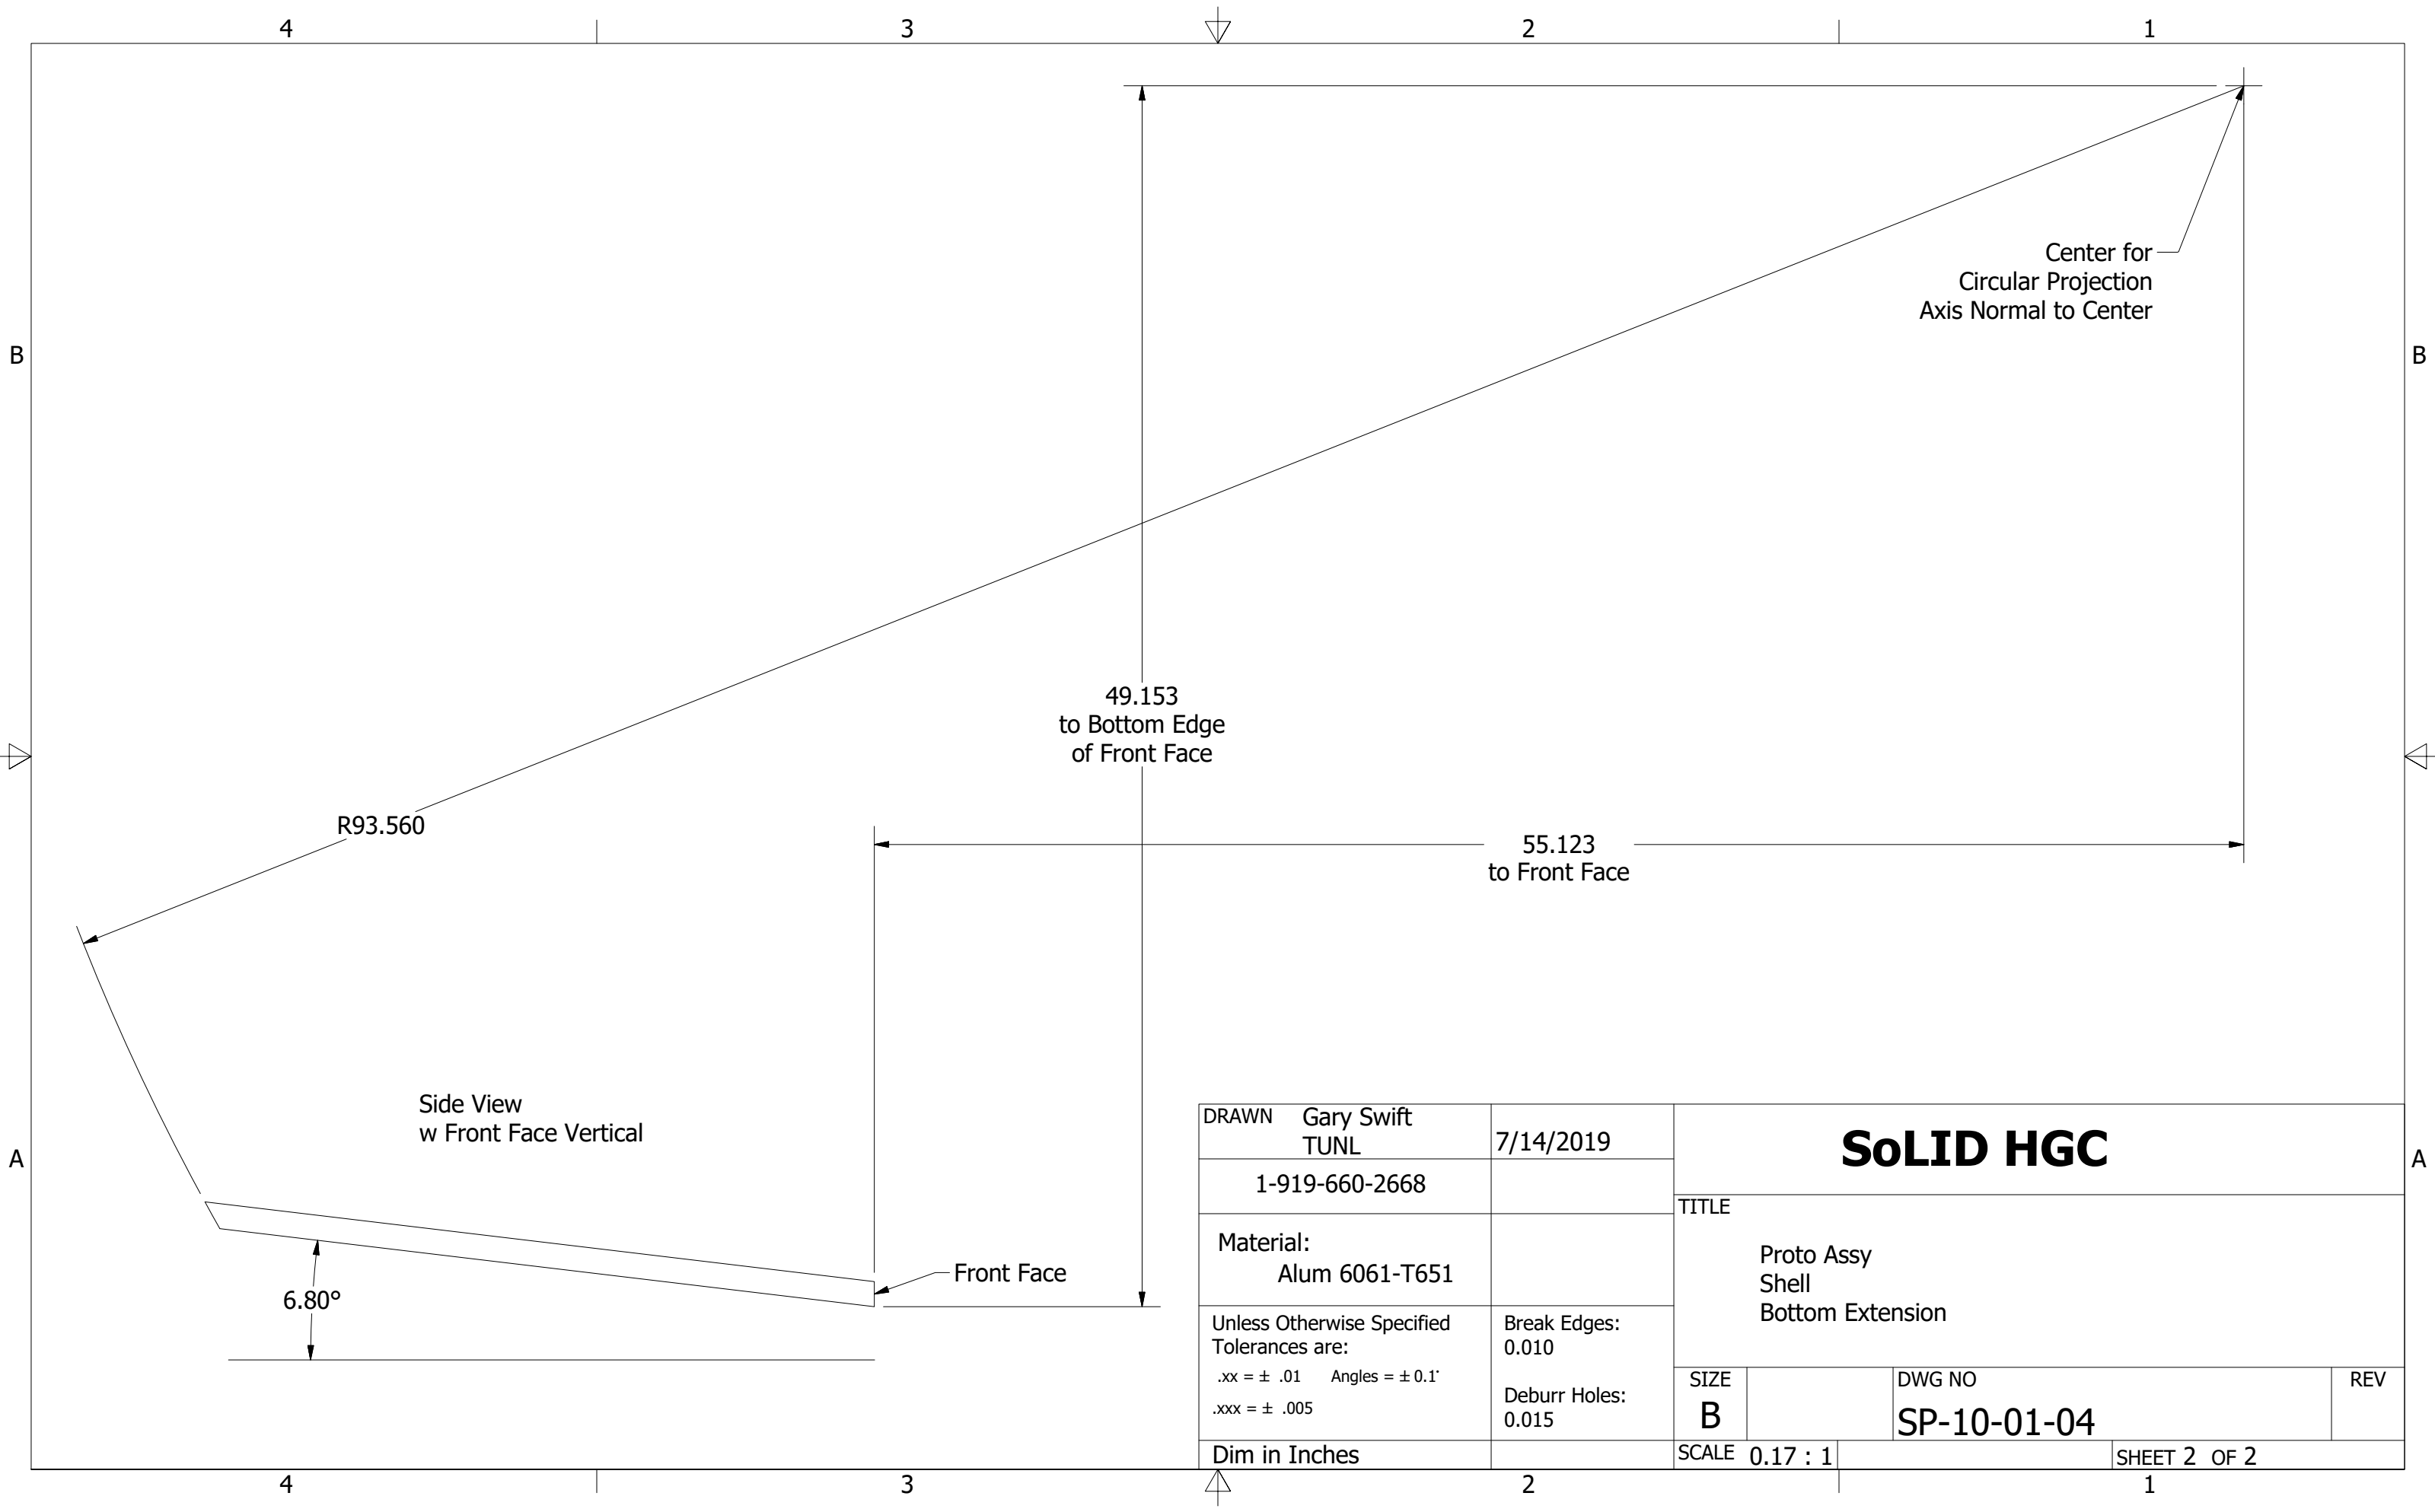 4
3
2
1
B
B
Center for
Circular Projection
Axis Normal to Center
49.153
to Bottom Edge
of Front Face
R93.560
55.123
to Front Face
Side View
w Front Face Vertical
A
A
Front Face
6.80°
DRAWN Gary Swift
TUNL
7/14/2019
1-919-660-2668
SoLID HGC
TITLE
Proto Assy
Shell
Bottom Extension
Material:
Alum 6061-T651
Unless Otherwise Specified
Tolerances are:
.xx = ± .01 Angles = ± 0.1°
.xxx = ± .005
Break Edges:
0.010
Deburr Holes:
0.015
Dim in Inches
SIZE
B
DWG NO
SP-10-01-04
REV
SCALE 0.17 : 1
SHEET 2 OF 2
4
3
2
1